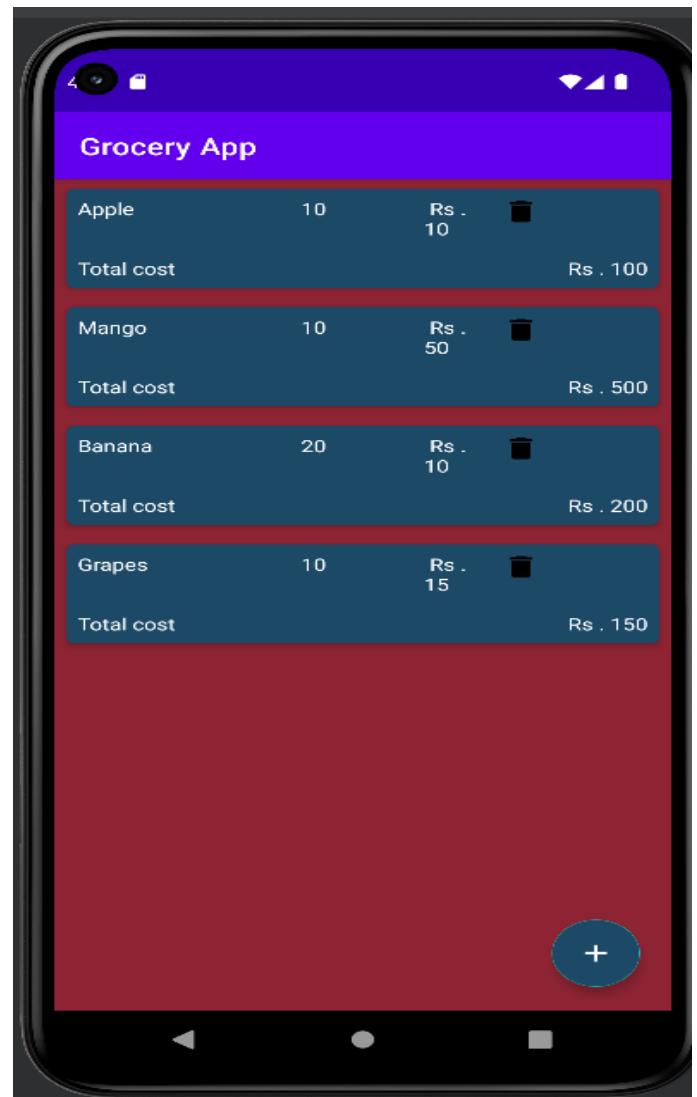 4
Grocery App
Apple 10 Rs .
10
Total cost Rs . 100
Mango 10 Rs .
50
Total cost Rs . 500
Banana 20 Rs .
10
Total cost Rs . 200
Grapes 10 Rs .
15
Total cost Rs . 150
+